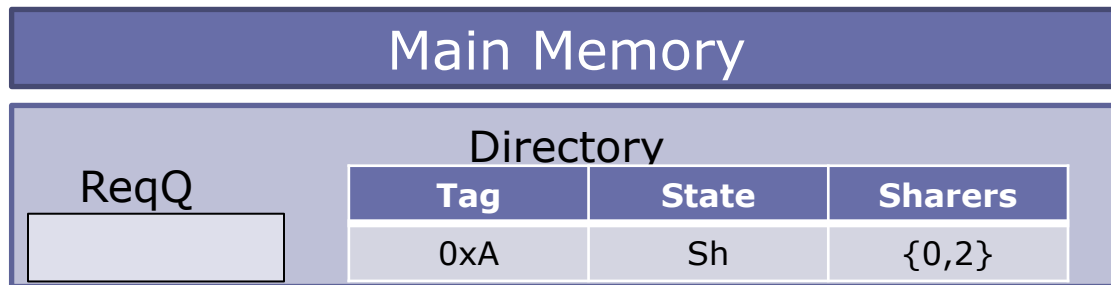 Main Memory
Directory
ReqQ
Tag State Sharers
0xA Sh {0,2}